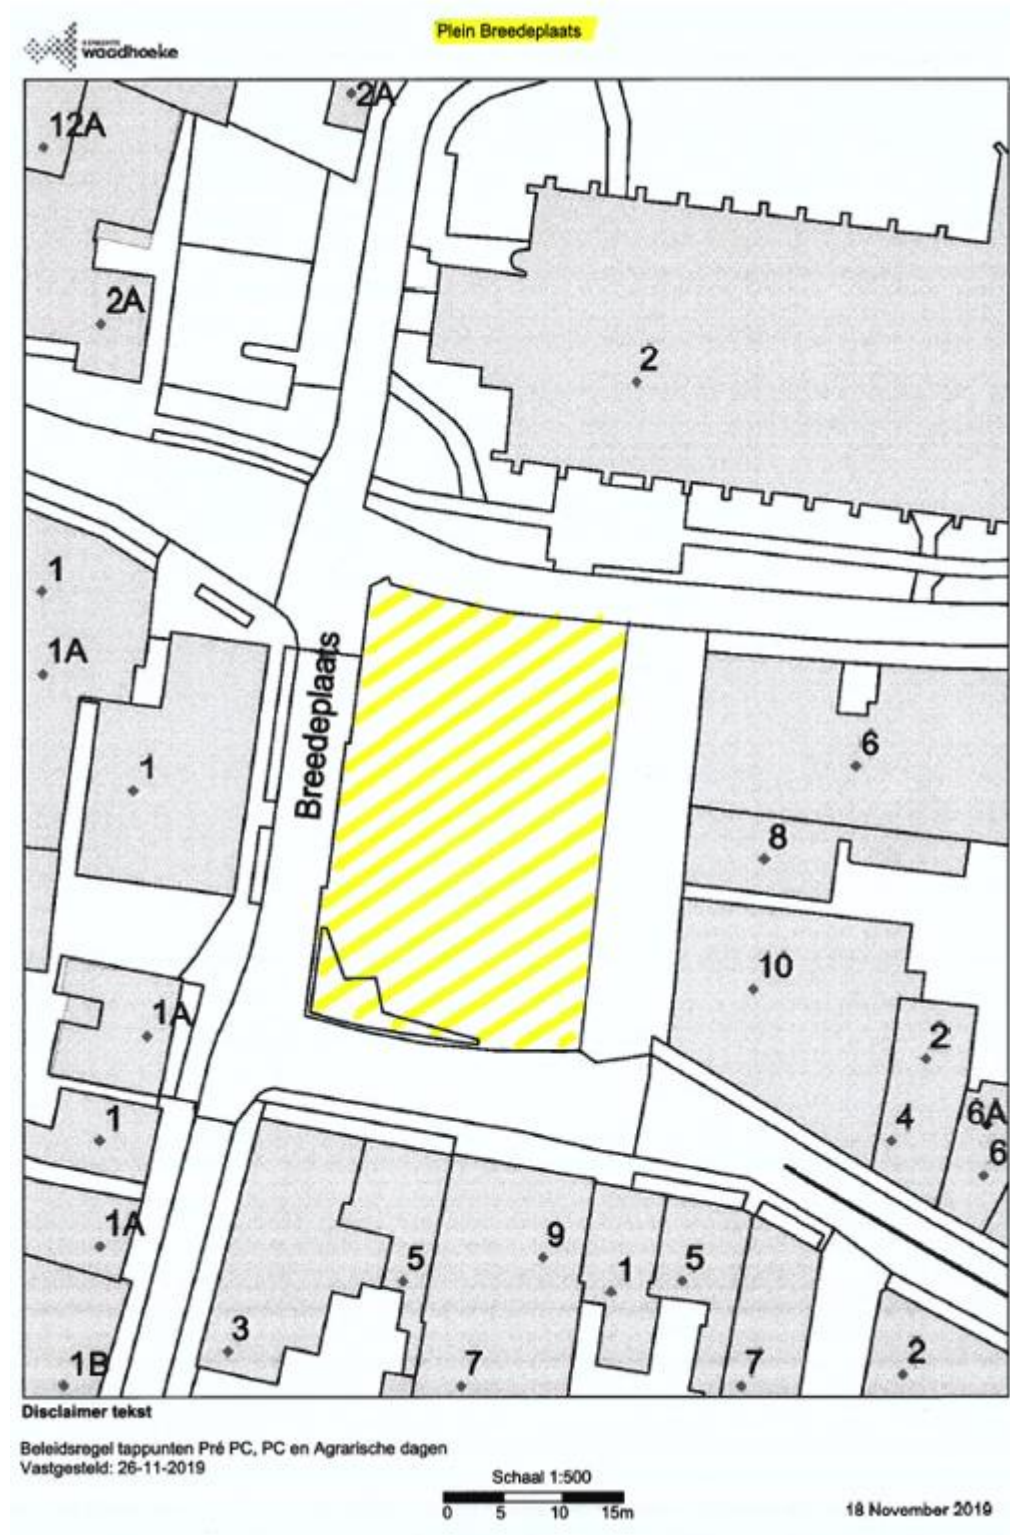 Plein Breedeplaats
GEMEENTE
waadhoeke
2A
12A
2A
2
1
1A
Breedeplaats
1
6
8
10
1A
2
1
4
6A
6
1A
9
5
1
5
3
7
7
2
1B
Disclaimer tekst
Beleidsregel tappunten Pré PC, PC en Agrarische dagen
Vastgesteld: 26-11-2019
Schaal 1:500
0 5 10 15m
18 November 2019